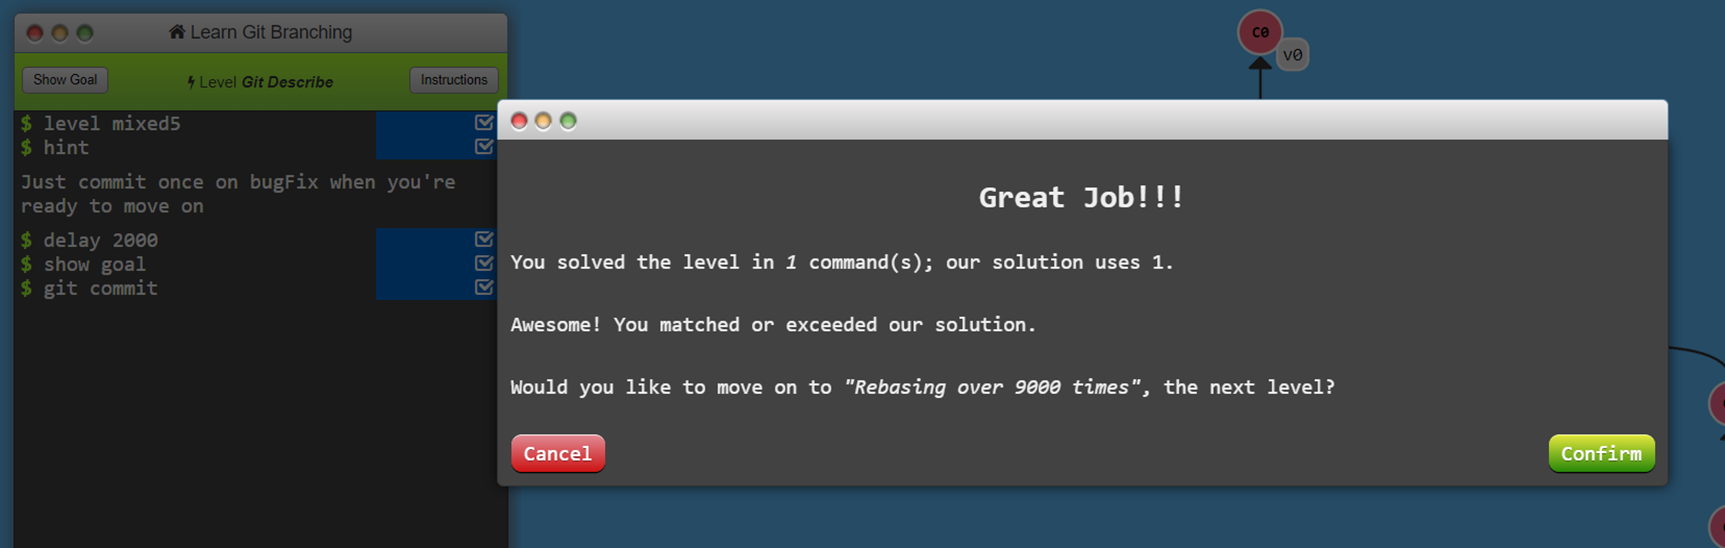 Learn Git Branching
Show Goal
Level Git Describe
Instructions
$ level mixed5
$ hint
Just commit once on bugFix when you're
ready to move on
$ delay 2000
$ show goal
$ git commit
C0
v0
Great Job!!!
You solved the level in 1 command(s); our solution uses 1.
Awesome! You matched or exceeded our solution.
Would you like to move on to "Rebasing over 9000 times", the next level?
Cancel
Confirm